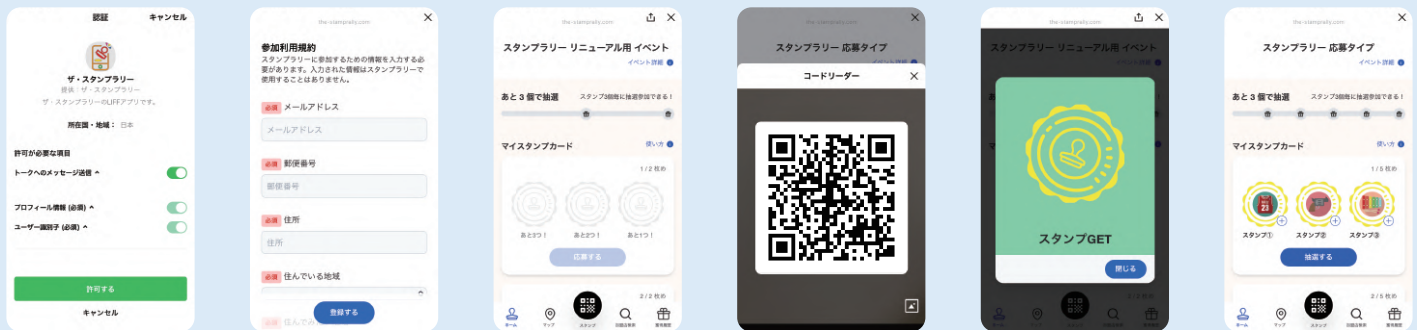 認証
キャンセル
ザ・スタンプラリー
提供：ザ・スタンプラリー
ザ・スタンプラリーのLIFFアプリです。
所在国・地域： 日本
許可が必要な項目
トークへのメッセージ送信
プロフィール情報 (必須)
ユーザー識別子 (必須)
許可する
キャンセル
the-stamprally.com
参加利用規約
スタンプラリーに参加するための情報を入力する必
要があります。入力された情報はスタンプラリーで
使用することはありません。
必須 メールアドレス
メールアドレス
必須 郵便番号
郵便番号
必須 住所
住所
必須 住んでいる地域
登録する
the-stamprally.com
スタンプラリー リニューアル用 イベント
イベント詳細
あと 3 個で抽選
スタンプ3個毎に抽選参加できる！
マイスタンプカード
使い方
1 / 2 枚め
あと3つ！
あと2つ！
あと1つ！
応募する
2 / 2 枚め
ホーム
マップ
スタンプ
the-stamprally.com
スタンプラリー 応募タイプ
イベント詳細
コードリーダー
the-stamprally.com
スタンプラリー リニューアル用 イベント
スタンプGET
閉じる
the-stamprally.com
スタンプラリー 応募タイプ
イベント詳細
あと 3 個で抽選
スタンプ3個毎に抽選参加できる！
マイスタンプカード
使い方
1 / 5 枚め
23
スタンプ①
スタンプ②
スタンプ③
抽選する
2 / 5 枚め
ホーム
マップ
スタンプ